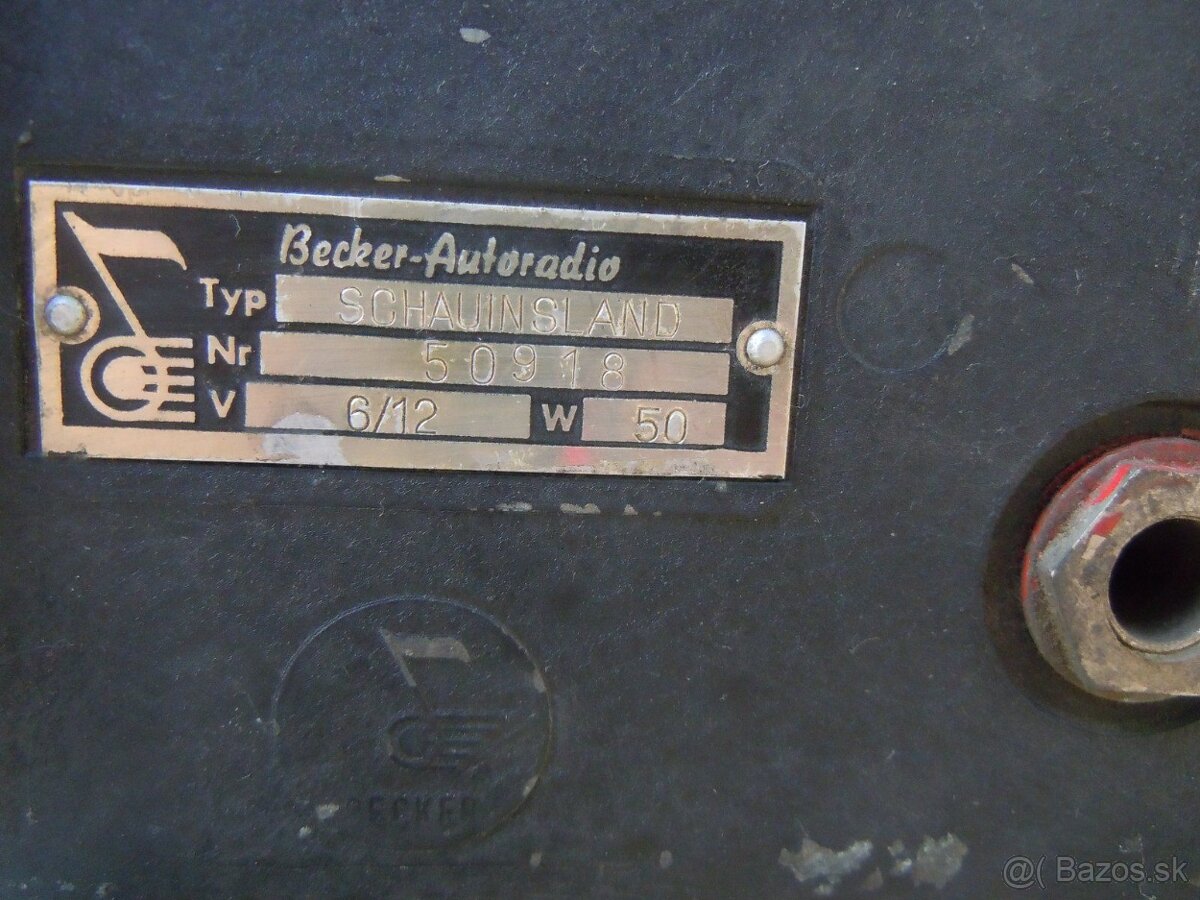 Becker-Autoradio
Typ SCHAUINSLAND
Nr 50918
V 6/12 W 50
BECKER
@( Bazos.sk